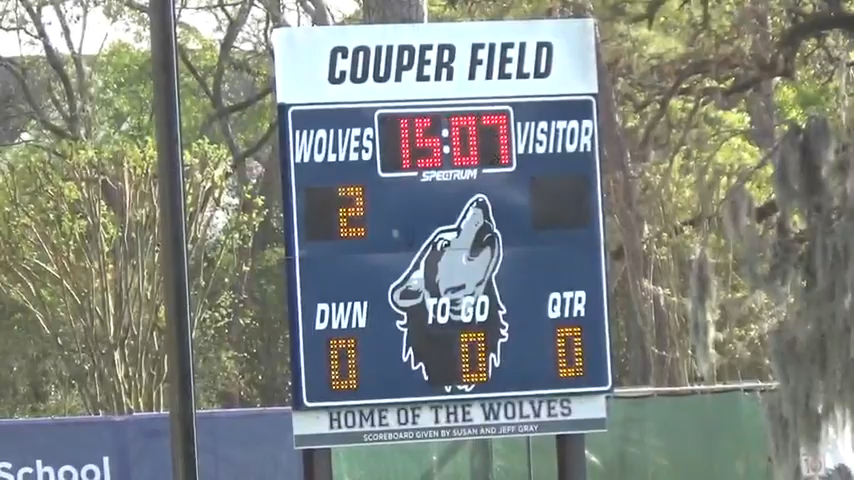 COUPER FIELD
WOLVES 15:07 VISITOR
SPECTRUM
2
DWN TO GO QTR
0 0 0
HOME OF THE WOLVES
SCOREBOARD GIVEN BY SUSAN AND JEFF GRAY
School